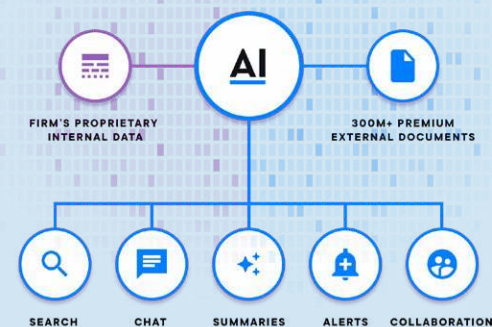 AI
FIRM'S PROPRIETARY
INTERNAL DATA
300M+ PREMIUM
EXTERNAL DOCUMENTS
SEARCH
CHAT
SUMMARIES
ALERTS
COLLABORATION